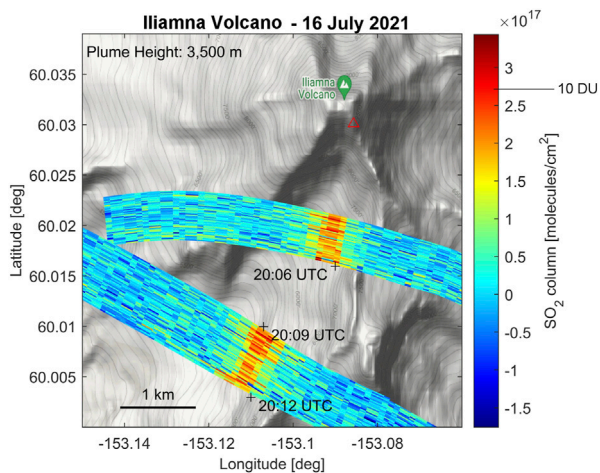 Iliamna Volcano - 16 July 2021
×10^17
Plume Height: 3,500 m
Iliamna
Volcano
20:06 UTC
20:09 UTC
20:12 UTC
1 km
60.035
60.03
60.025
60.02
60.015
60.01
60.005
Latitude [deg]
-153.14 -153.12 -153.1 -153.08
Longitude [deg]
3
10 DU
2.5
2
1.5
1
0.5
0
-0.5
-1
-1.5
SO2 column [molecules/cm²]